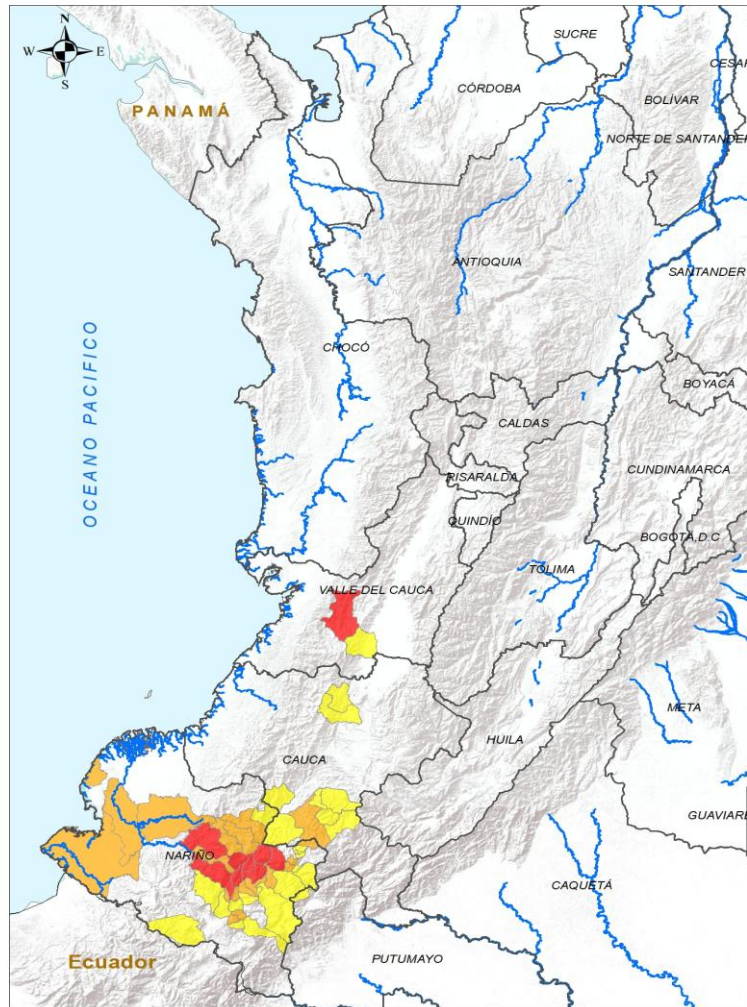 N
W E
S
PANAMÁ
SUCRE
CÓRDOBA
CESAR
BOLÍVAR
NORTE DE SANTANDER
ANTIOQUIA
SANTANDER
OCEANO PACIFICO
CHOCÓ
BOYACÁ
CALDAS
RISARALDA
CUNDINAMARCA
QUINDÍO
BOGOTÁ,D.C
TOLIMA
VALLE DEL CAUCA
META
HUILA
CAUCA
GUAVIARE
NARIÑO
CAQUETÁ
Ecuador
PUTUMAYO